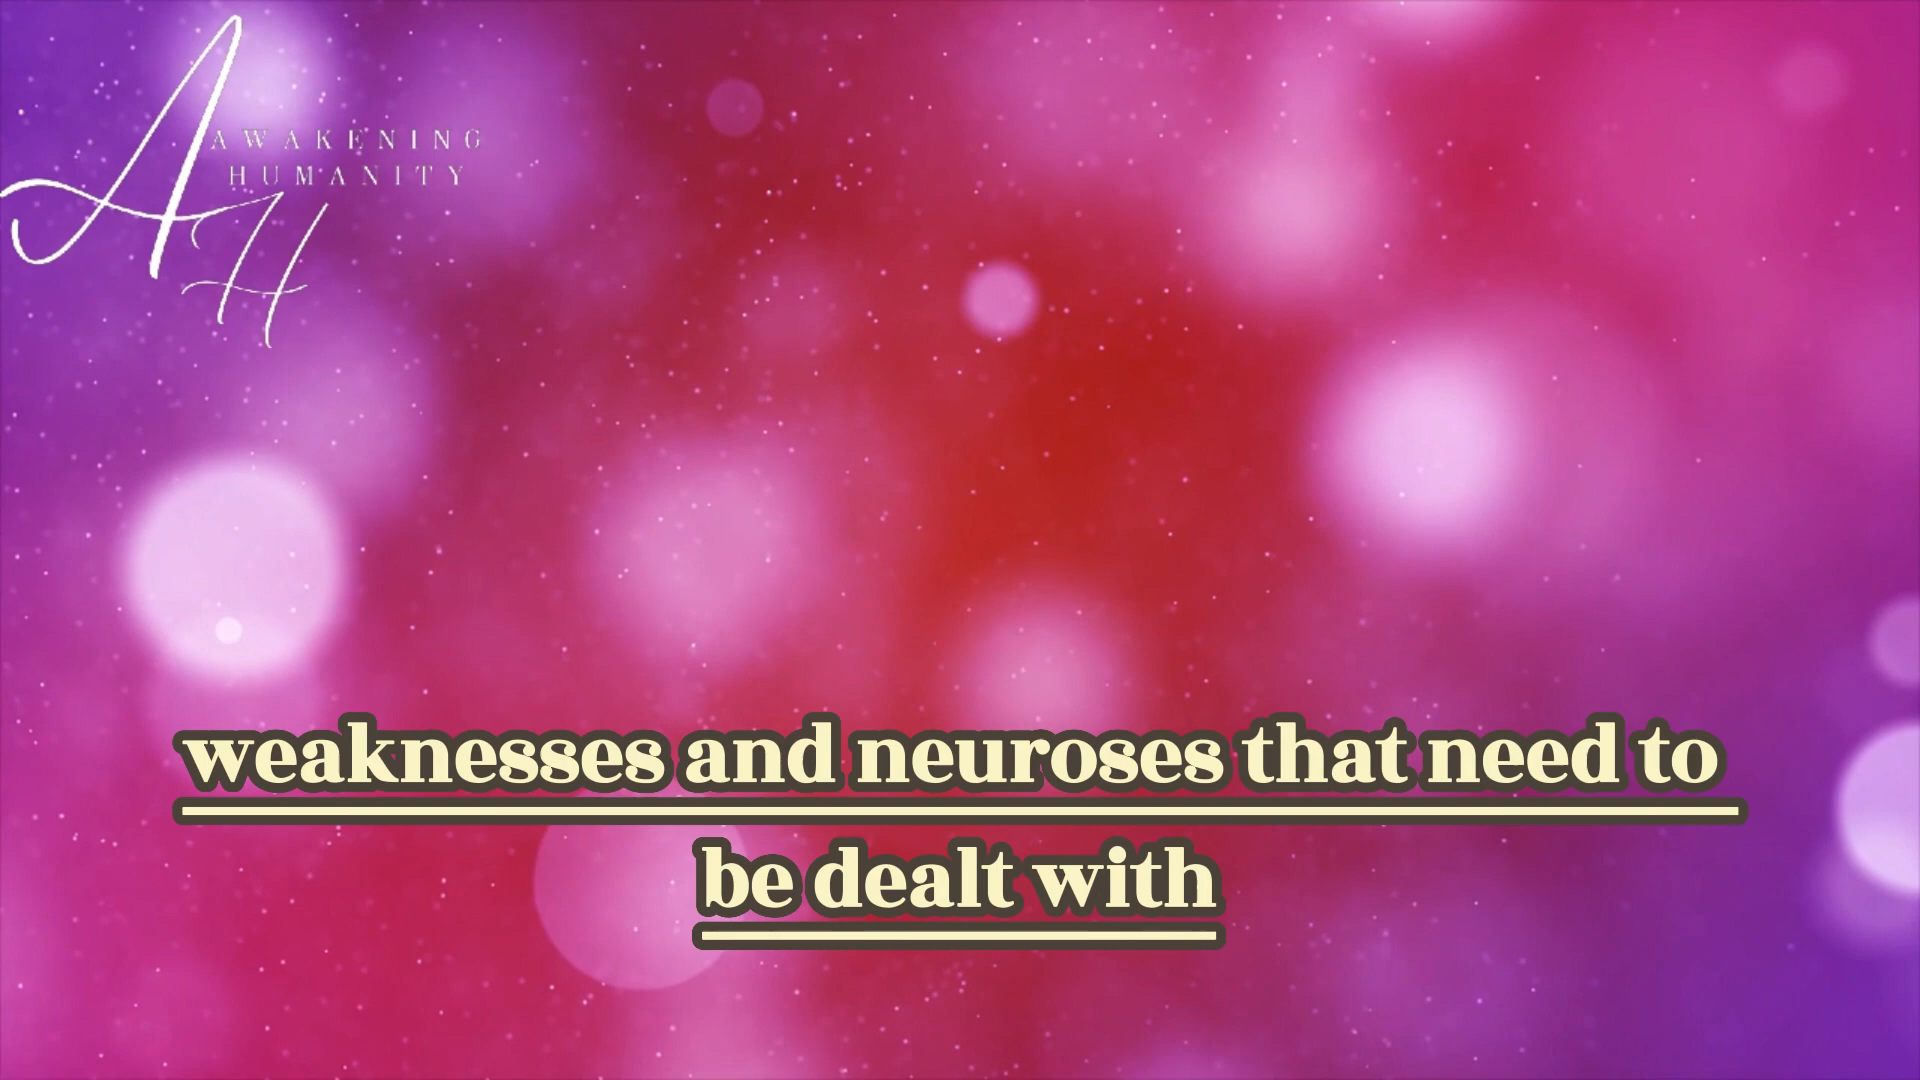 A
AWAKENING
HUMANITY
H
weaknesses and neuroses that need to
be dealt with